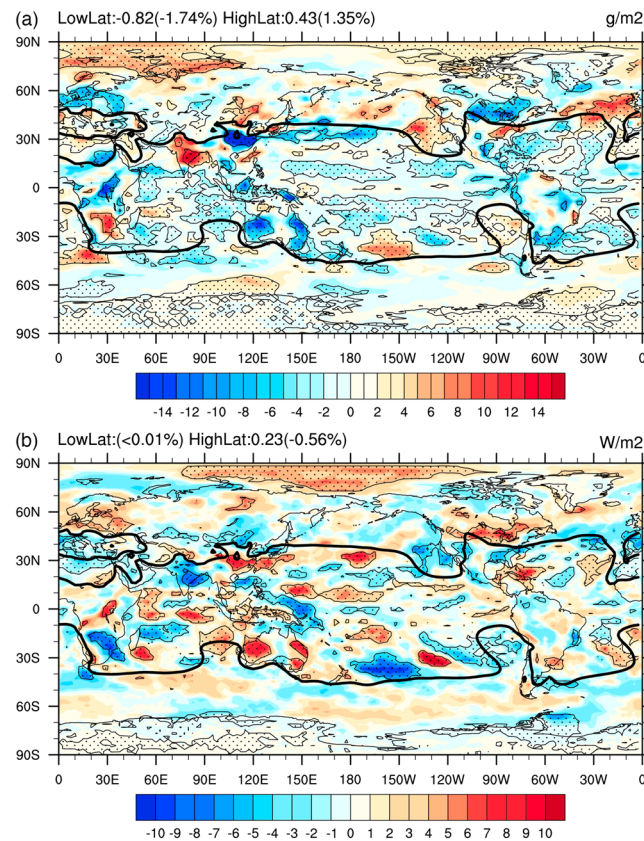 (a) LowLat:-0.82(-1.74%) HighLat:0.43(1.35%) g/m2
90N
60N
30N
0
30S
60S
90S
0 30E 60E 90E 120E 150E 180 150W 120W 90W 60W 30W 0
-14 -12 -10 -8 -6 -4 -2 0 2 4 6 8 10 12 14
(b) LowLat:(<0.01%) HighLat:0.23(-0.56%) W/m2
90N
60N
30N
0
30S
60S
90S
0 30E 60E 90E 120E 150E 180 150W 120W 90W 60W 30W 0
-10 -9 -8 -7 -6 -5 -4 -3 -2 -1 0 1 2 3 4 5 6 7 8 9 10